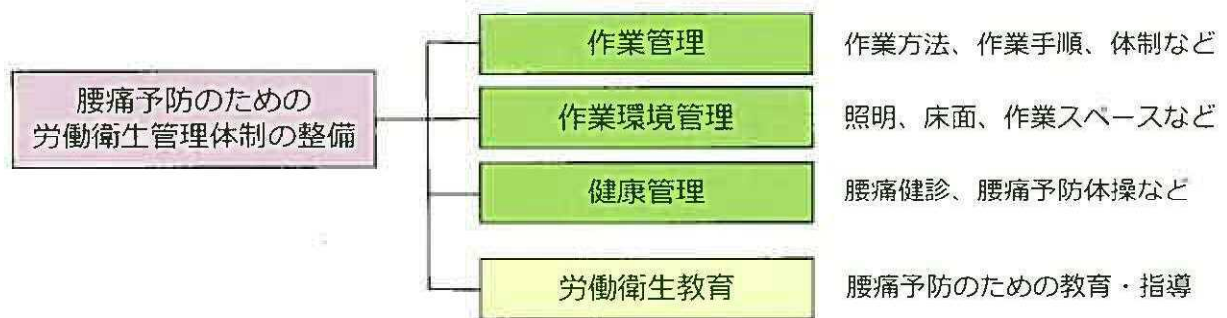 腰痛予防のための
労働衛生管理体制の整備
作業管理
作業方法、作業手順、体制など
作業環境管理
照明、床面、作業スペースなど
健康管理
腰痛健診、腰痛予防体操など
労働衛生教育
腰痛予防のための教育・指導